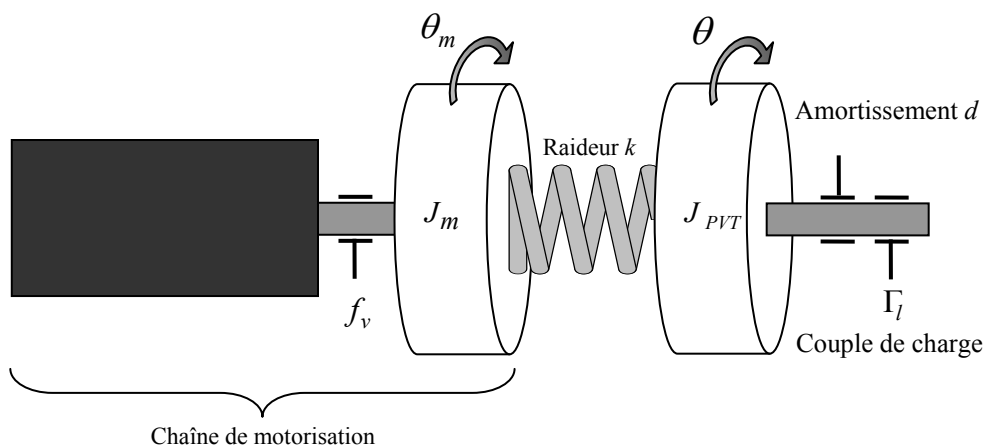 θm
θ
Amortissement d
Raideur k
Jm
JPVT
fv
Γl
Couple de charge
Chaîne de motorisation